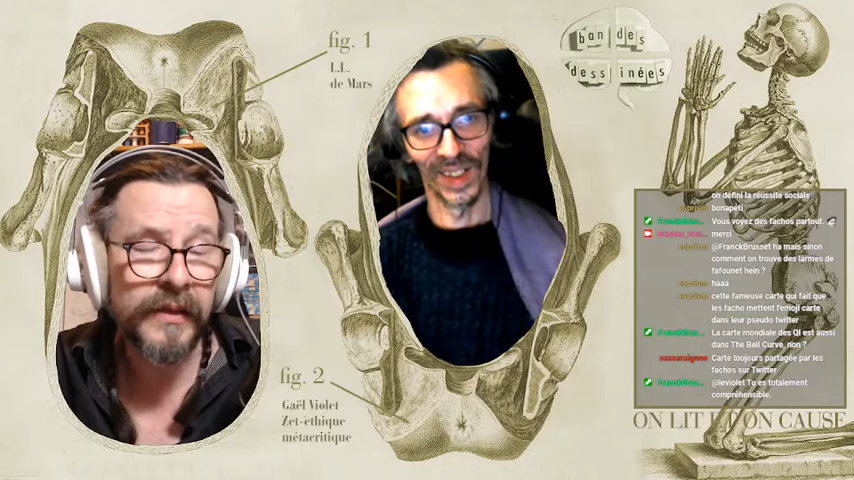 fig. 1
L.L.
de Mars
ban des
dess inées
fig. 2
Gaël Violet
Zet-éthique
métacritique
on défini la réussite sociale
bonapéti
Vous voyez des fachos partout.
merci
@FranckBrusset ha mais sinon
comment on trouve des larmes de
fafounet hein ?
haaa
cette fameuse carte qui fait que
les facho mettent l'emoji carte
dans leur pseudo twitter
La carte mondiale des QI est aussi
dans The Bell Curve, non ?
Carte toujours partagée par les
fachos sur Twitter
@leviolet Tu es totalement
compréhensible.
ON LIT ET ON CAUSE